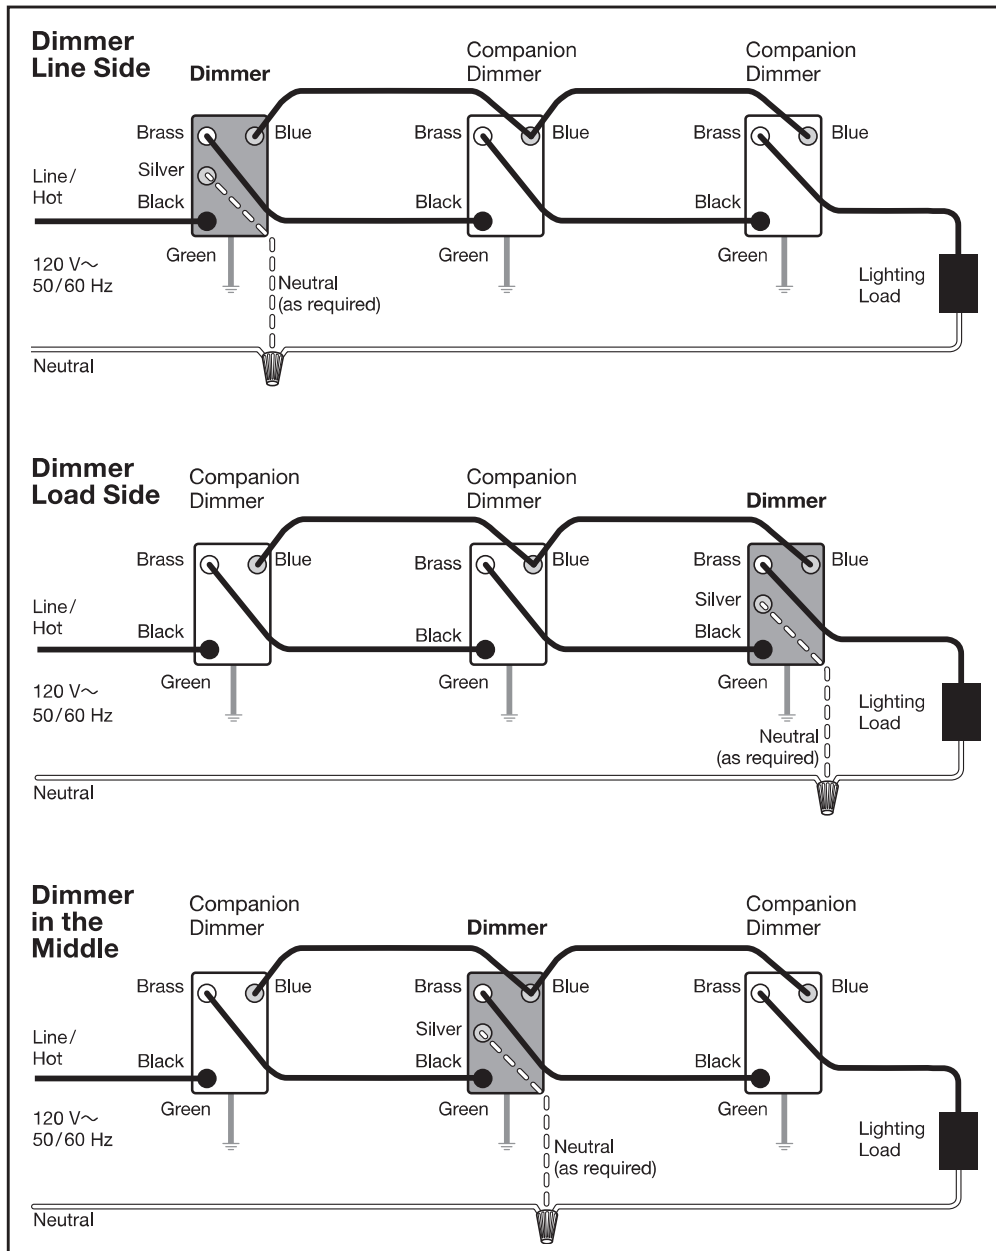 Dimmer
Line Side
Dimmer
Companion
Dimmer
Companion
Dimmer
Brass
Blue
Brass
Blue
Brass
Blue
Silver
Line/
Hot
Black
Black
Black
Green
Green
Green
120 V~
50/60 Hz
Neutral
(as required)
Lighting
Load
Neutral
Dimmer
Load Side
Companion
Dimmer
Companion
Dimmer
Dimmer
Brass
Blue
Brass
Blue
Brass
Blue
Silver
Line/
Hot
Black
Black
Black
Green
Green
Green
120 V~
50/60 Hz
Lighting
Load
Neutral
(as required)
Neutral
Dimmer
in the
Middle
Companion
Dimmer
Dimmer
Companion
Dimmer
Brass
Blue
Brass
Blue
Brass
Blue
Silver
Line/
Hot
Black
Black
Black
Green
Green
Green
120 V~
50/60 Hz
Neutral
(as required)
Lighting
Load
Neutral